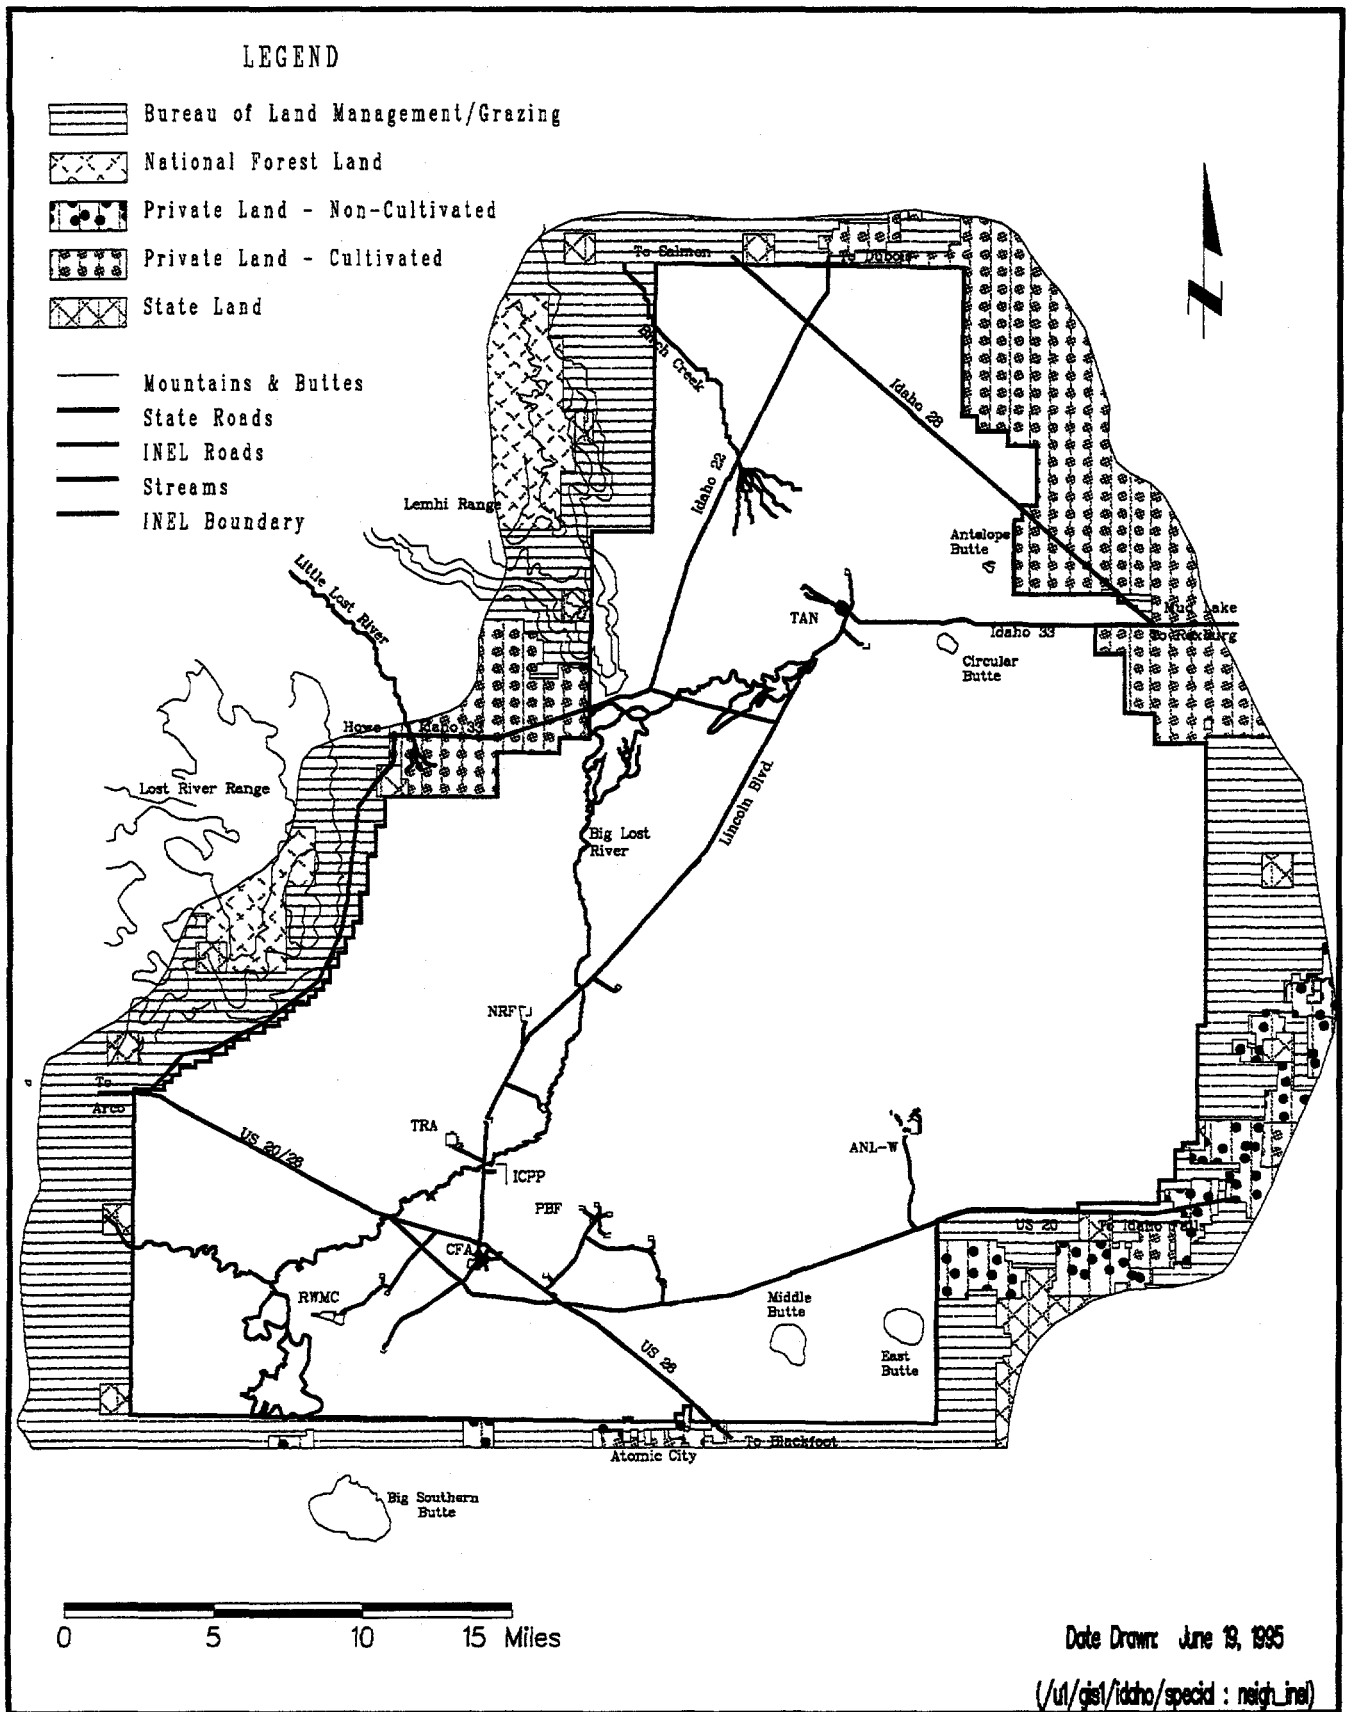 LEGEND
Bureau of Land Management/Grazing
National Forest Land
Private Land - Non-Cultivated
Private Land - Cultivated
State Land
Mountains & Buttes
State Roads
INEL Roads
Streams
INEL Boundary
To Salmon
To Dubois
Birch Creek
Idaho 28
Idaho 22
Lemhi Range
Antelope
Butte
Little Lost River
TAN
Mud Lake
Idaho 33
To Rexburg
Circular
Butte
Howe
Idaho 33
Lost River Range
Lincoln Blvd.
Big Lost
River
NRF
To
Arco
TRA
US 20/26
ANL-W
ICPP
PBF
US 20
To Idaho Falls
CFA
RWMC
Middle
Butte
East
Butte
US 26
To Blackfoot
Atomic City
Big Southern
Butte
0 5 10 15 Miles
Date Drawn: June 19, 1995
(/u1/gis1/idaho/special : neigh_inel)